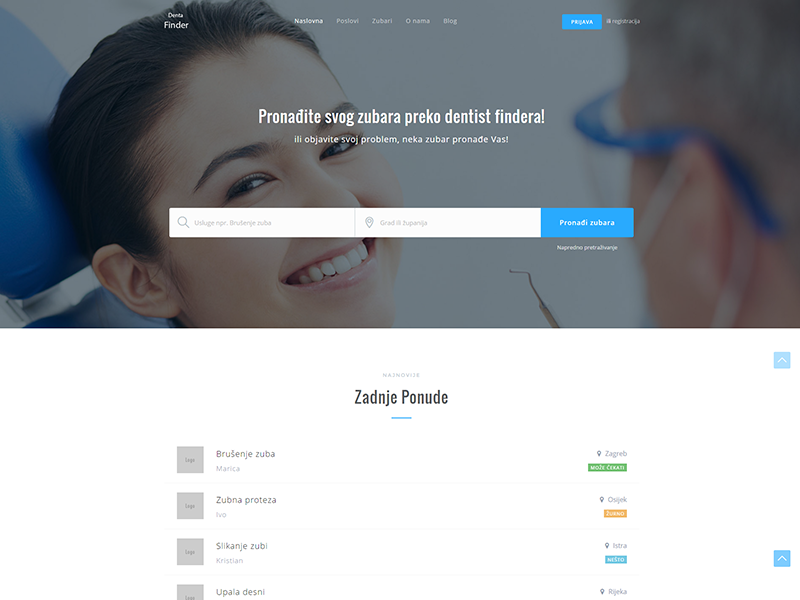 Denta
Finder
Naslovna Poslovi Zubari O nama Blog
PRIJAVA ili registracija
Pronađite svog zubara preko dentist findera!
ili objavite svoj problem, neka zubar pronađe Vas!
Usluge npr. Brušenje zuba
Grad ili županija
Pronađi zubara
Napredno pretraživanje
NAJNOVIJE
Zadnje Ponude
Logo
Brušenje zuba
Marica
Zagreb
MOŽE ČEKATI
Logo
Zubna proteza
Ivo
Osijek
ŽURNO
Logo
Slikanje zubi
Kristian
Istra
NEŠTO
Logo
Upala desni
Rijeka